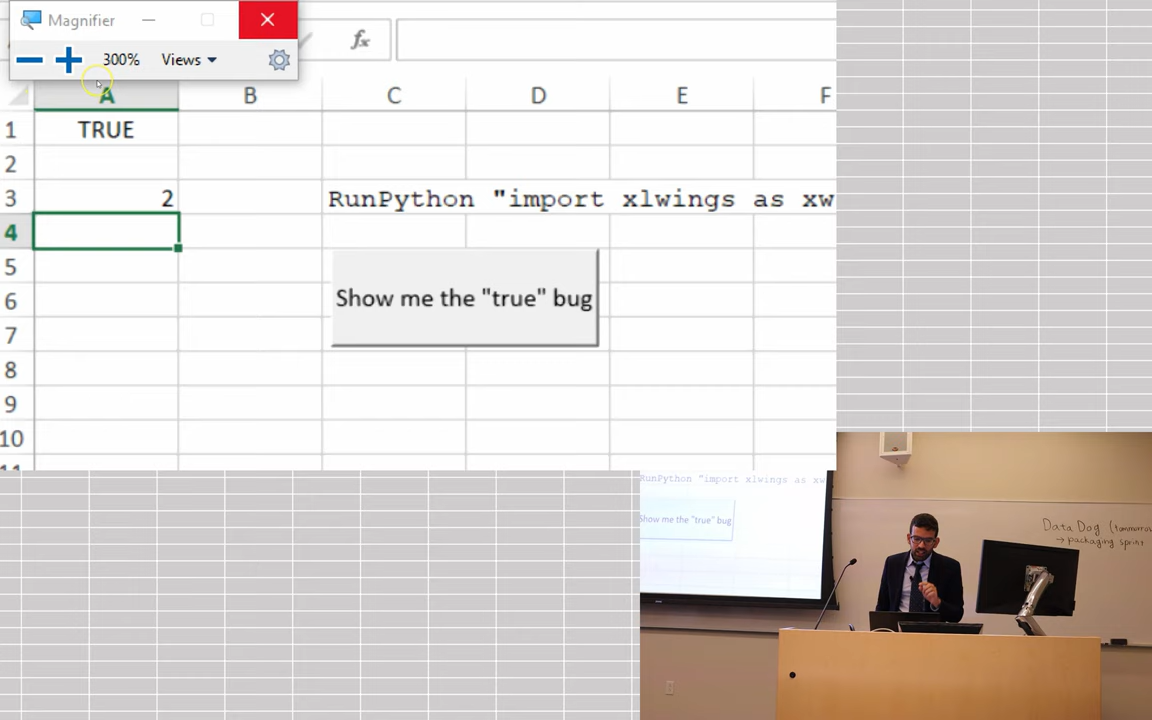 Magnifier
300% Views
fx
A B C D E F
1 TRUE
2
3 2 RunPython "import xlwings as xw
4
5
6 Show me the "true" bug
7
8
9
10
RunPython "import xlwings as xw
Show me the "true" bug
Data Dog (tomorrow
→ packaging sprint